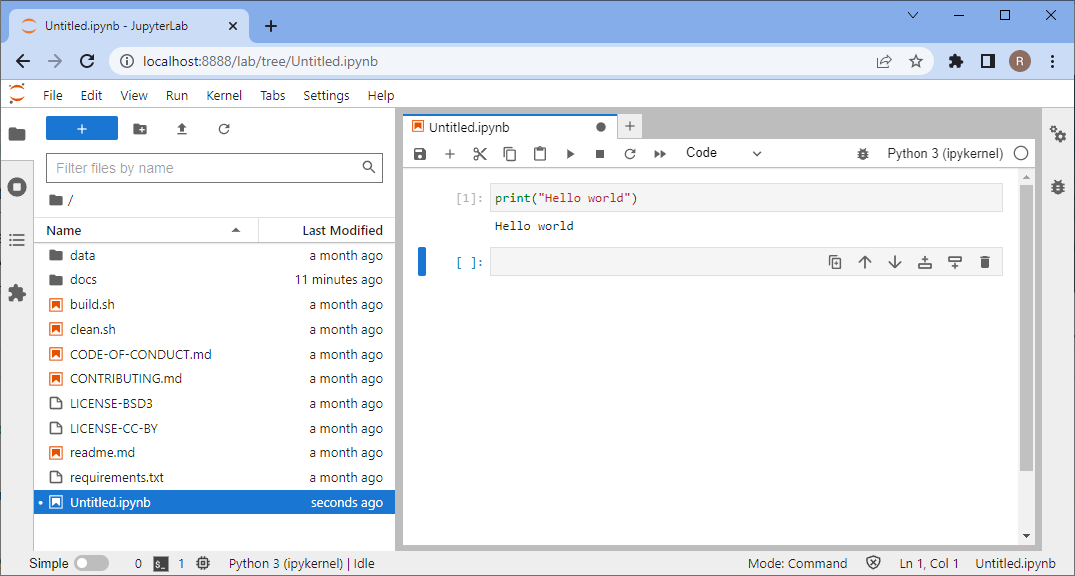 Untitled.ipynb - JupyterLab
localhost:8888/lab/tree/Untitled.ipynb
R
File Edit View Run Kernel Tabs Settings Help
Filter files by name
/
Name Last Modified
data a month ago
docs 11 minutes ago
build.sh a month ago
clean.sh a month ago
CODE-OF-CONDUCT.md a month ago
CONTRIBUTING.md a month ago
LICENSE-BSD3 a month ago
LICENSE-CC-BY a month ago
readme.md a month ago
requirements.txt a month ago
Untitled.ipynb seconds ago
Untitled.ipynb
Code Python 3 (ipykernel)
[1]: print("Hello world")
Hello world
[ ]:
Simple 0 1 Python 3 (ipykernel) | Idle Mode: Command Ln 1, Col 1 Untitled.ipynb